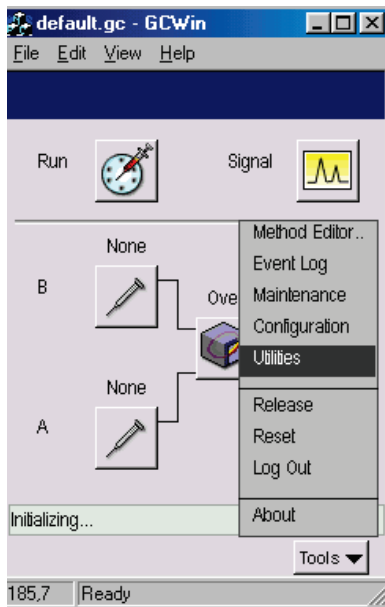 default.gc - GCWin
File Edit View Help
Run
Signal
None
B
Ove
None
A
Method Editor..
Event Log
Maintenance
Configuration
Utilities
Release
Reset
Log Out
About
Initializing...
Tools
185,7 Ready